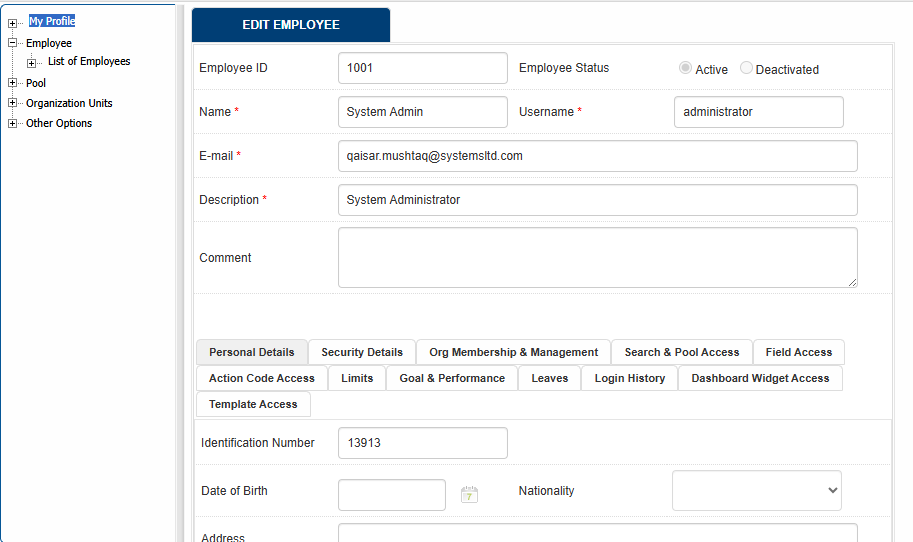 My Profile
Employee
List of Employees
Pool
Organization Units
Other Options
EDIT EMPLOYEE
Employee ID 1001 Employee Status Active Deactivated
Name * System Admin Username * administrator
E-mail * qaisar.mushtaq@systemsltd.com
Description * System Administrator
Comment
Personal Details Security Details Org Membership & Management Search & Pool Access Field Access
Action Code Access Limits Goal & Performance Leaves Login History Dashboard Widget Access
Template Access
Identification Number 13913
Date of Birth 7 Nationality
Address